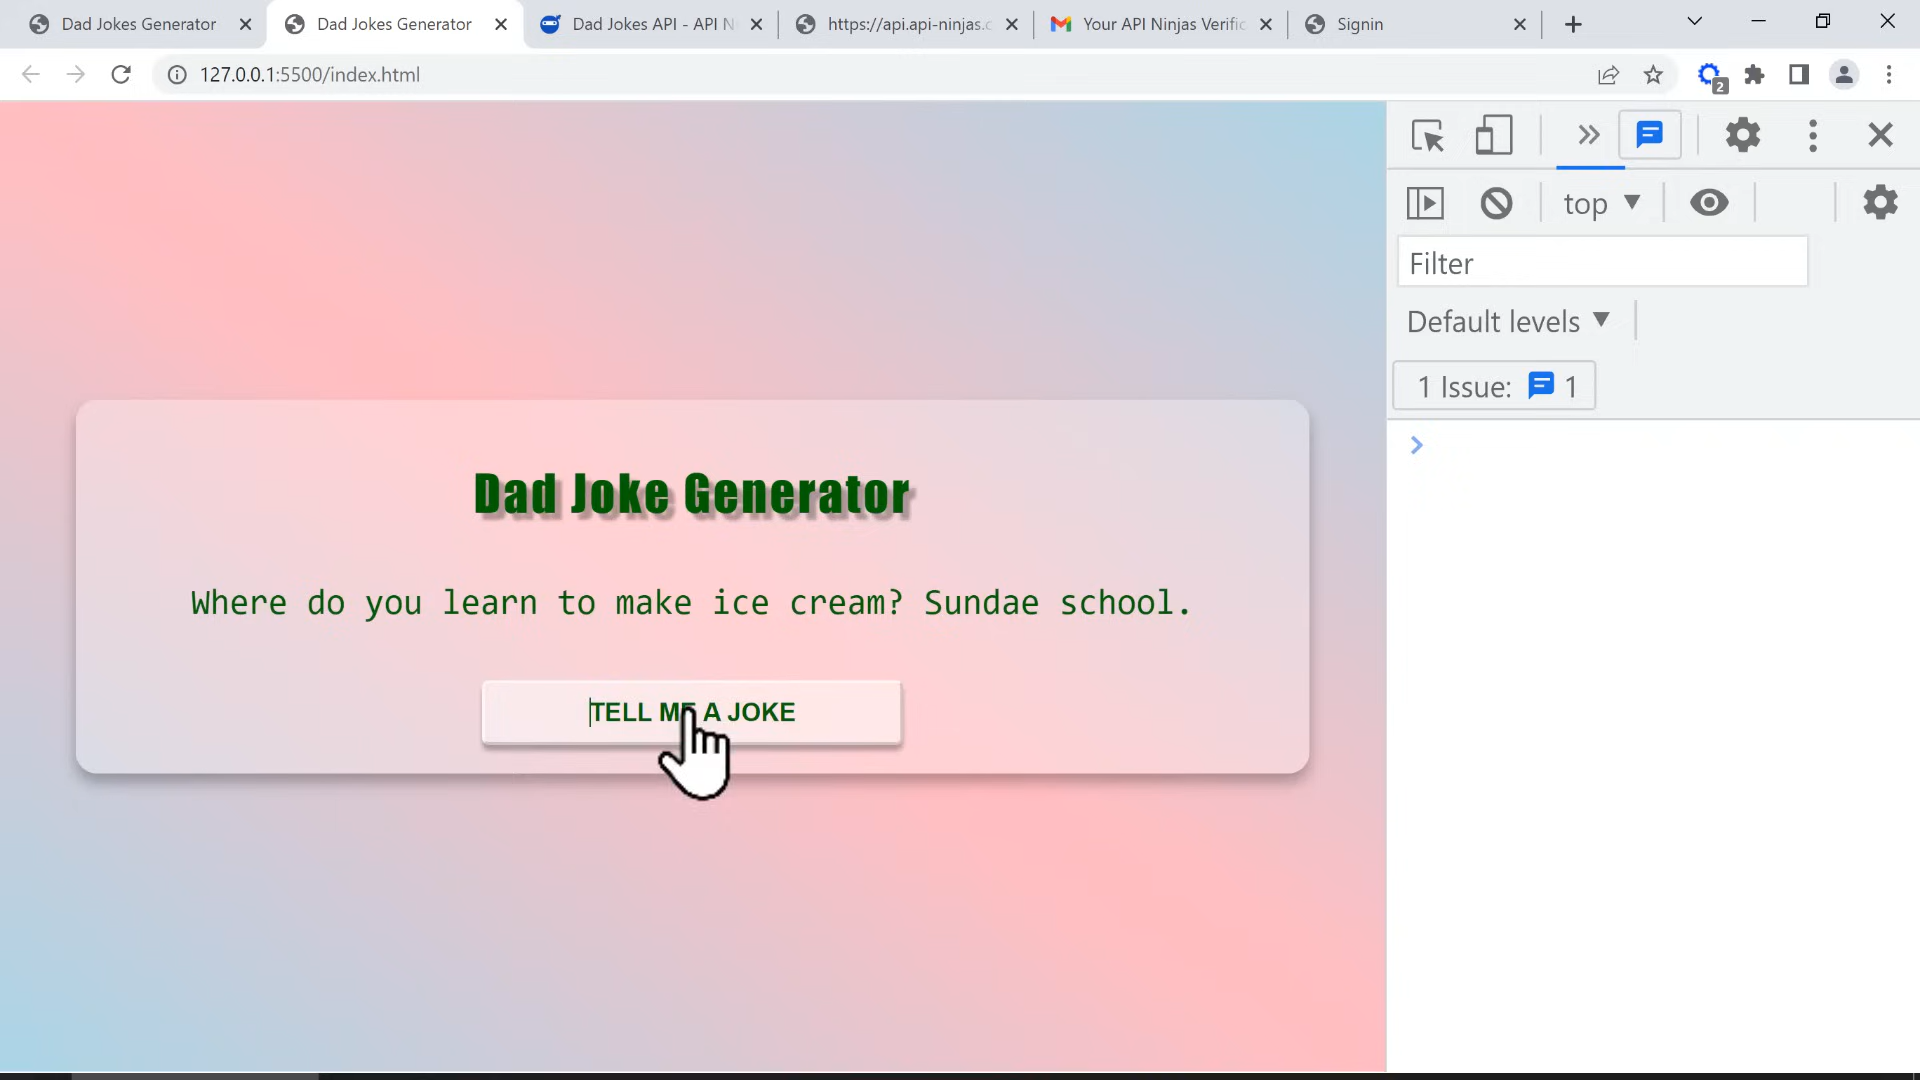 Dad Jokes Generator
Dad Jokes Generator
Dad Jokes API - API N
https://api.api-ninjas.c
Your API Ninjas Verific
Signin
127.0.0.1:5500/index.html
2
top
Filter
Default levels
1 Issue: 1
Dad Joke Generator
Where do you learn to make ice cream? Sundae school.
TELL ME A JOKE